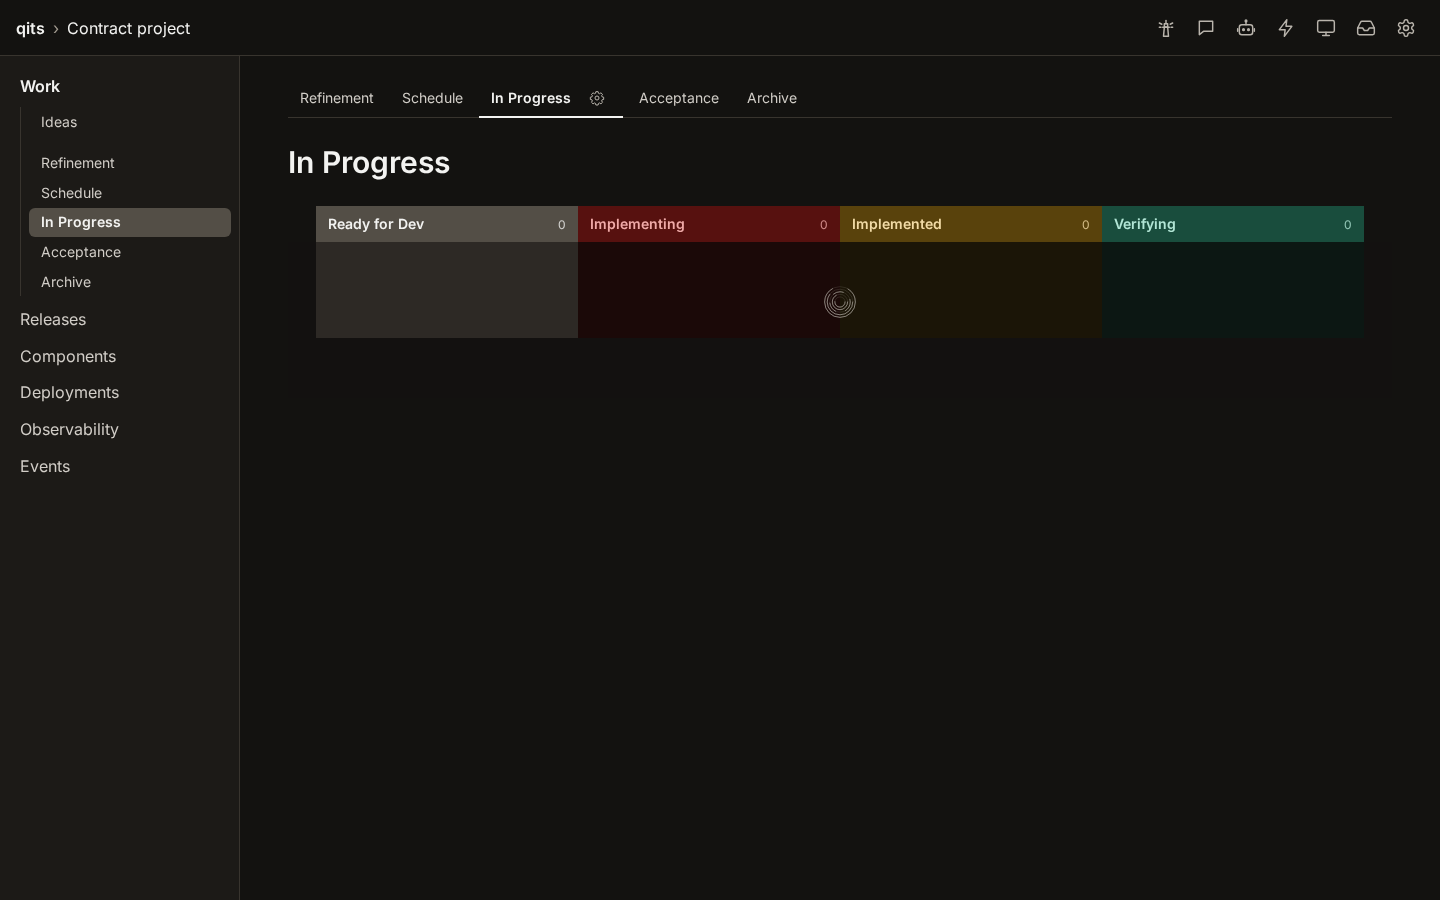 qits › Contract project
Work
Ideas
Refinement
Schedule
In Progress
Acceptance
Archive
Releases
Components
Deployments
Observability
Events
Refinement Schedule In Progress Acceptance Archive
In Progress
Ready for Dev 0 Implementing 0 Implemented 0 Verifying 0